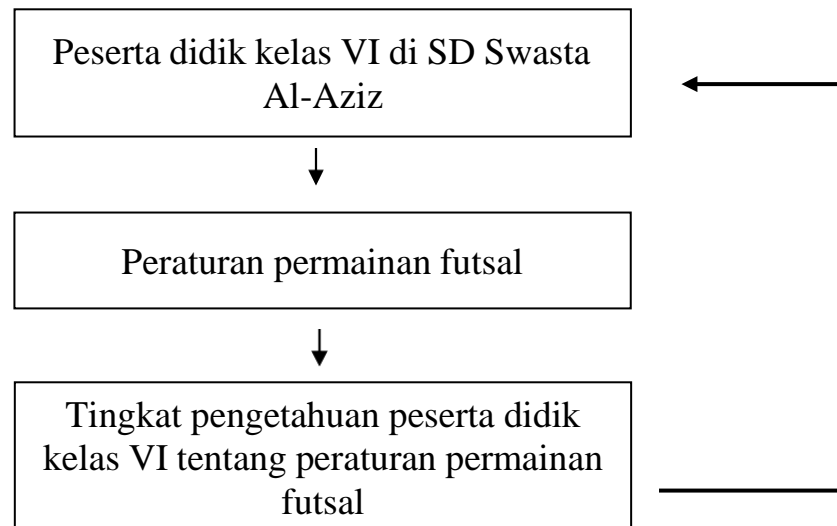 Peserta didik kelas VI di SD Swasta
Al-Aziz
Peraturan permainan futsal
Tingkat pengetahuan peserta didik
kelas VI tentang peraturan permainan
futsal